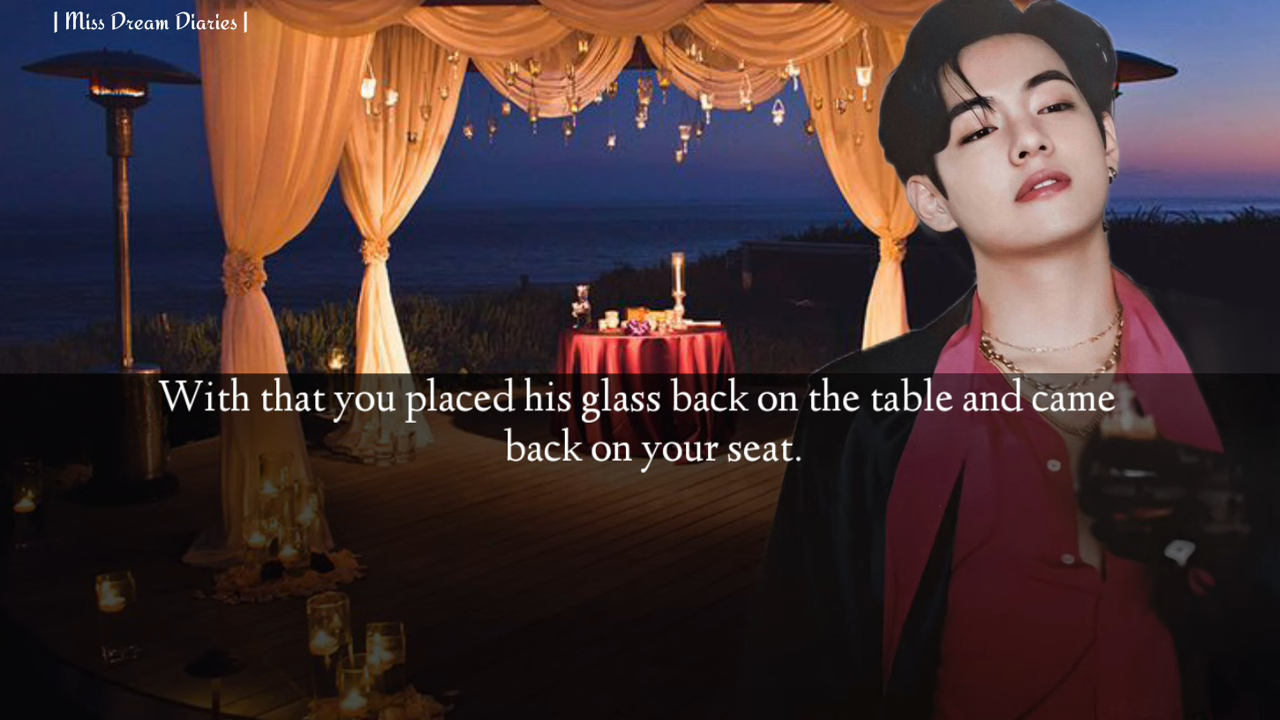 | Miss Dream Diaries |
With that you placed his glass back on the table and came
back on your seat.